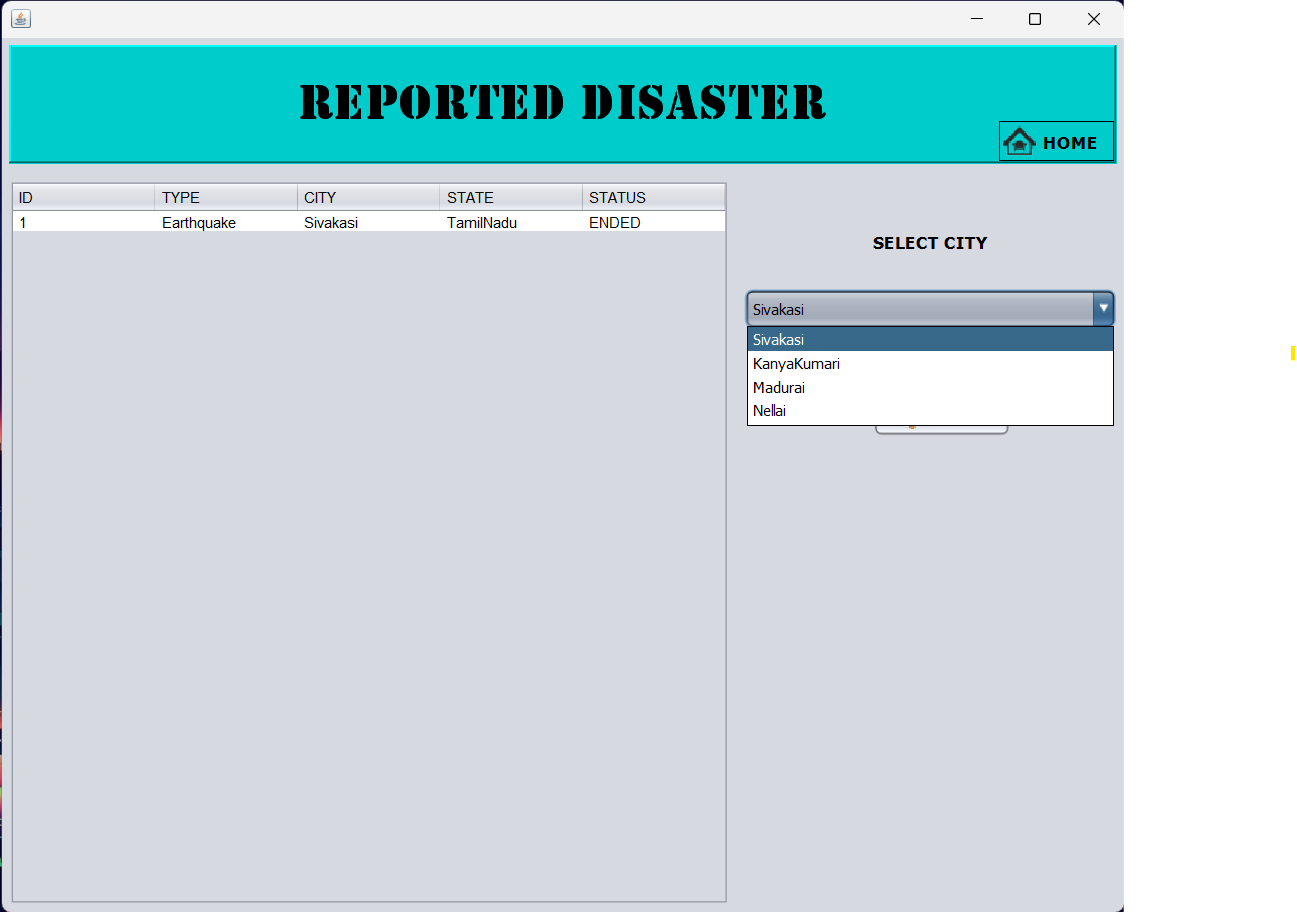 REPORTED DISASTER
HOME
ID TYPE CITY STATE STATUS
1 Earthquake Sivakasi TamilNadu ENDED
SELECT CITY
Sivakasi
Sivakasi
KanyaKumari
Madurai
Nellai